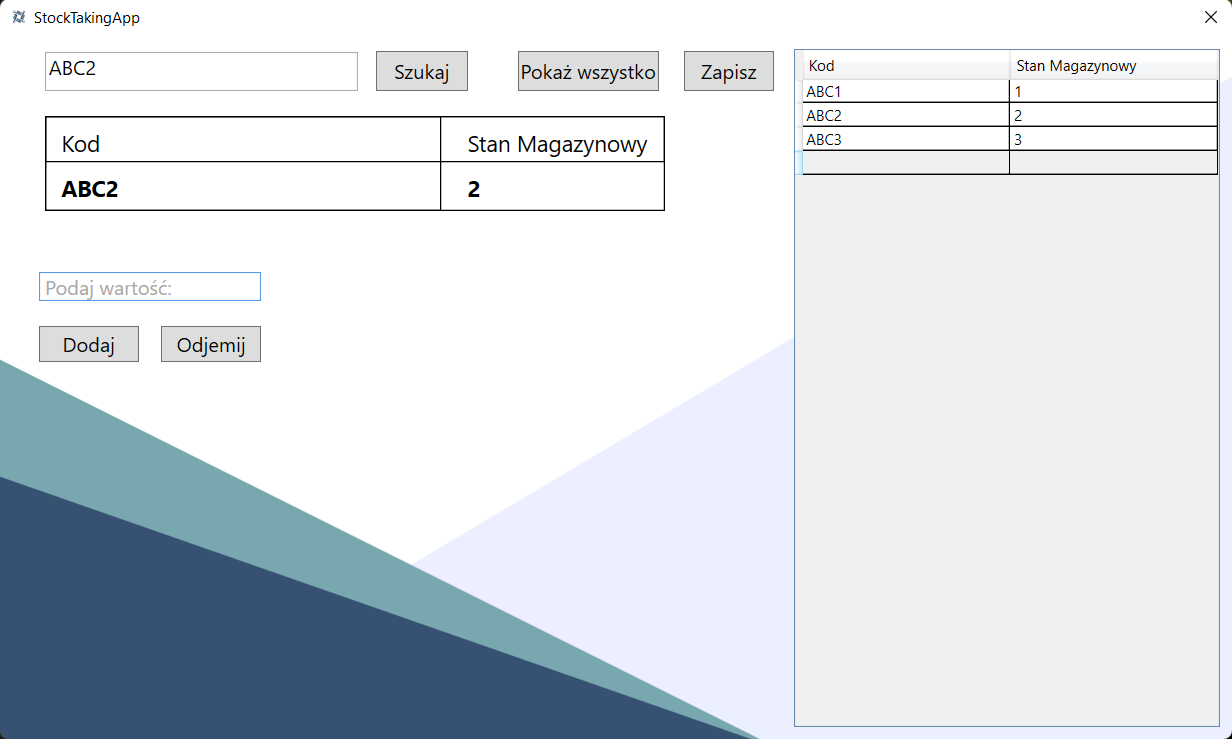 StockTakingApp
ABC2 Szukaj Pokaż wszystko Zapisz
Kod Stan Magazynowy
ABC2 2
Podaj wartość:
Dodaj Odjemij
Kod Stan Magazynowy
ABC1 1
ABC2 2
ABC3 3